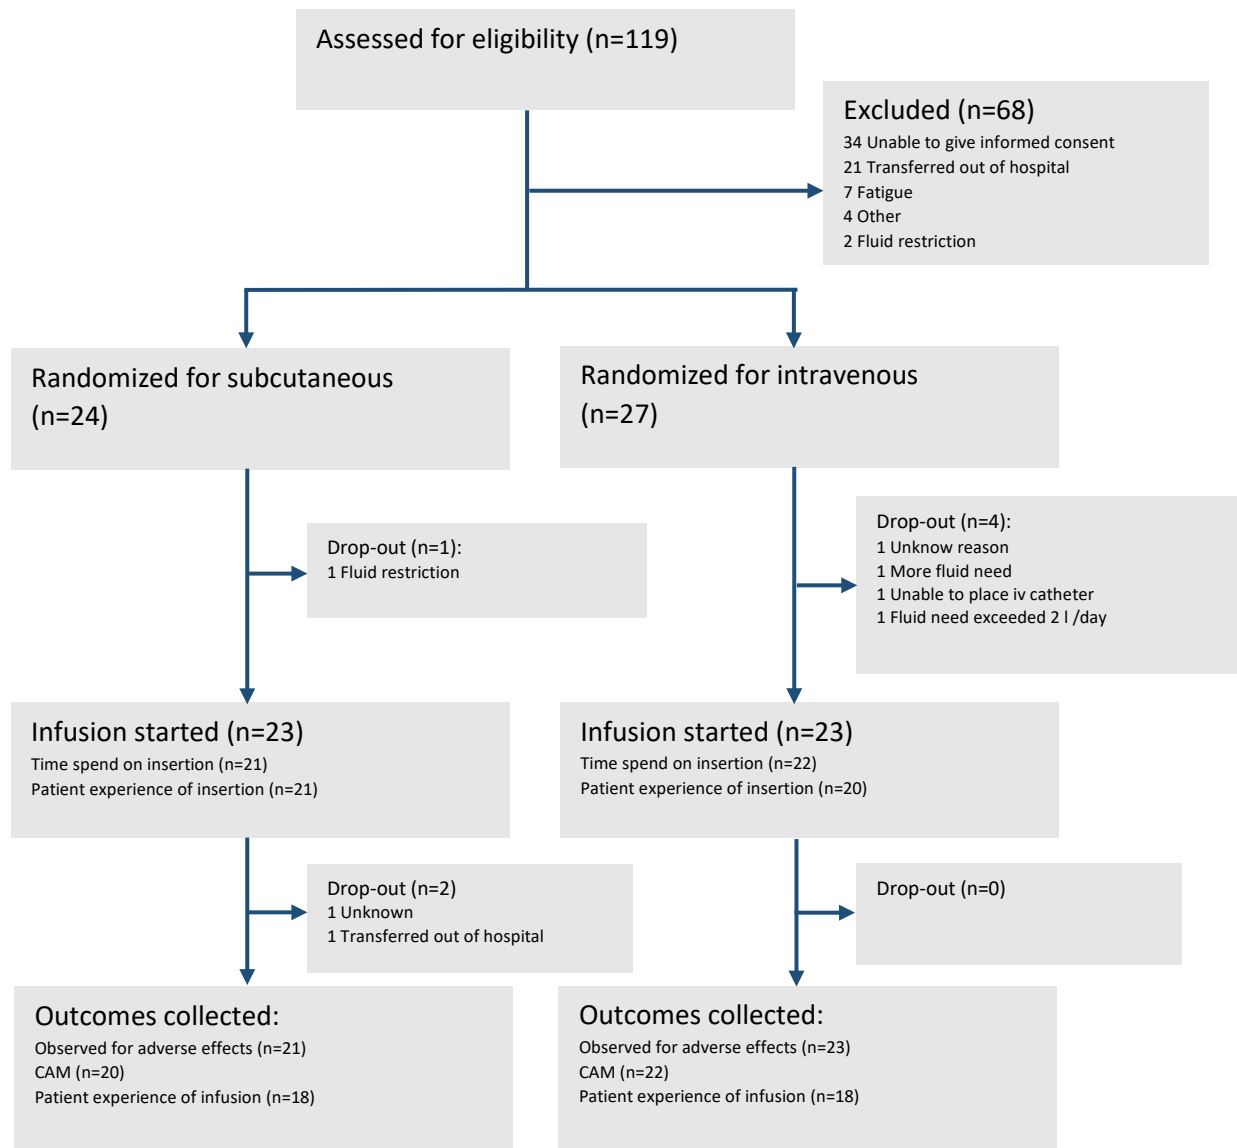 Assessed for eligibility (n=119)
Excluded (n=68)
34 Unable to give informed consent
21 Transferred out of hospital
7 Fatigue
4 Other
2 Fluid restriction
Randomized for subcutaneous
(n=24)
Randomized for intravenous
(n=27)
Drop-out (n=1):
1 Fluid restriction
Drop-out (n=4):
1 Unknow reason
1 More fluid need
1 Unable to place iv catheter
1 Fluid need exceeded 2 l /day
Infusion started (n=23)
Time spend on insertion (n=21)
Patient experience of insertion (n=21)
Infusion started (n=23)
Time spend on insertion (n=22)
Patient experience of insertion (n=20)
Drop-out (n=2)
1 Unknown
1 Transferred out of hospital
Drop-out (n=0)
Outcomes collected:
Observed for adverse effects (n=21)
CAM (n=20)
Patient experience of infusion (n=18)
Outcomes collected:
Observed for adverse effects (n=23)
CAM (n=22)
Patient experience of infusion (n=18)